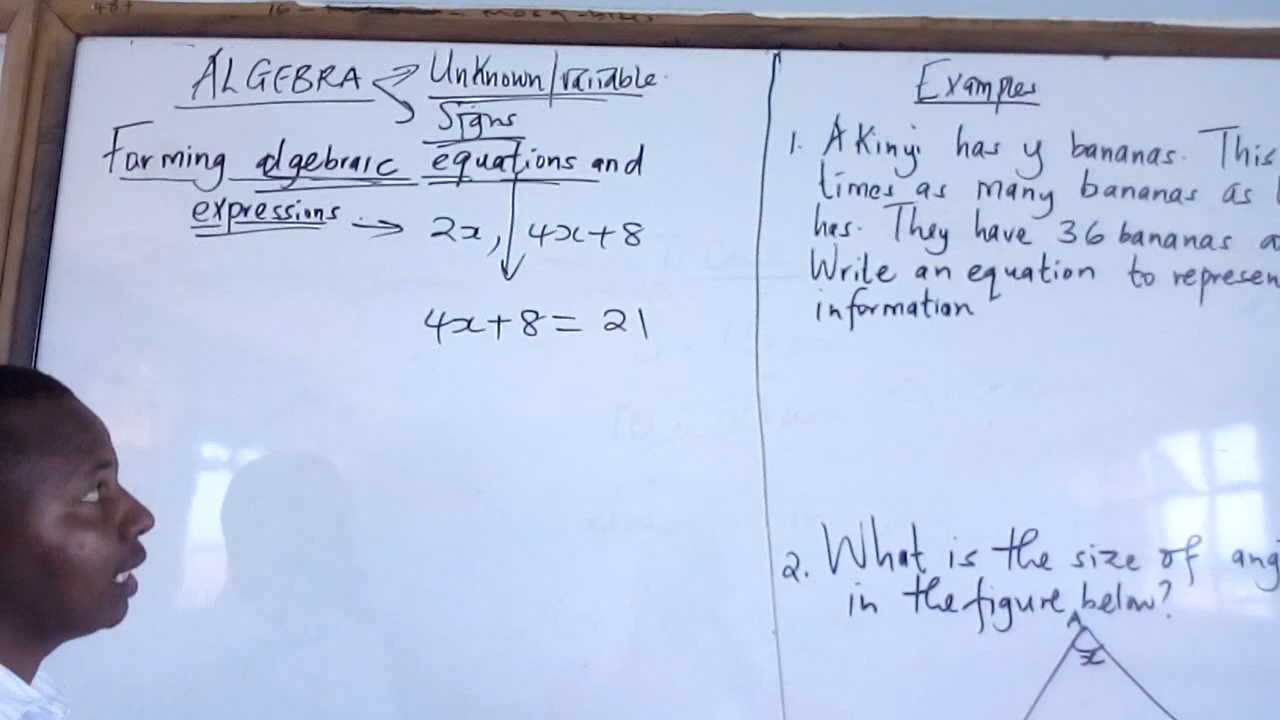 ALGEBRA
Unknown/variable
Signs
Forming algebraic equations and
expressions → 2x, 4x+8
4x+8 = 21
Examples
1. Akinyi has y bananas. This
times as many bananas as
has. They have 36 bananas
Write an equation to represen
information
2. What is the size of ang
in the figure below?
A
x